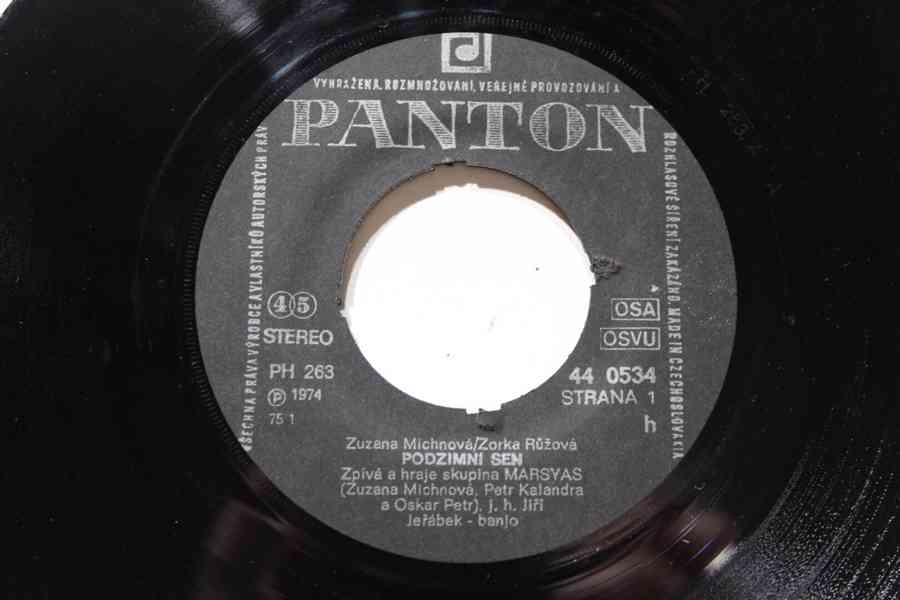 VYHRAŽENA. ROZMNOŽOVÁNÍ, VEŘEJNÉ PROVOZOVÁNÍ A
PANTON
VŠECHNA PRÁVA VÝROBCE A VLASTNÍKŮ AUTORSKÝCH PRÁV
ROZHLASOVÉ ŠÍŘENÍ ZAKÁZÁNO. MADE IN CZECHOSLOVAKIA
45
STEREO
PH 263
Ⓟ 1974
75 1
OSA
OSVU
44 0534
STRANA 1
h
Zuzana Michnová/Zorka Růžová
PODZIMNÍ SEN
Zpívá a hraje skupina MARSYAS
(Zuzana Michnová, Petr Kalandra
a Oskar Petr), j. h. Jiří
Jeřábek - banjo